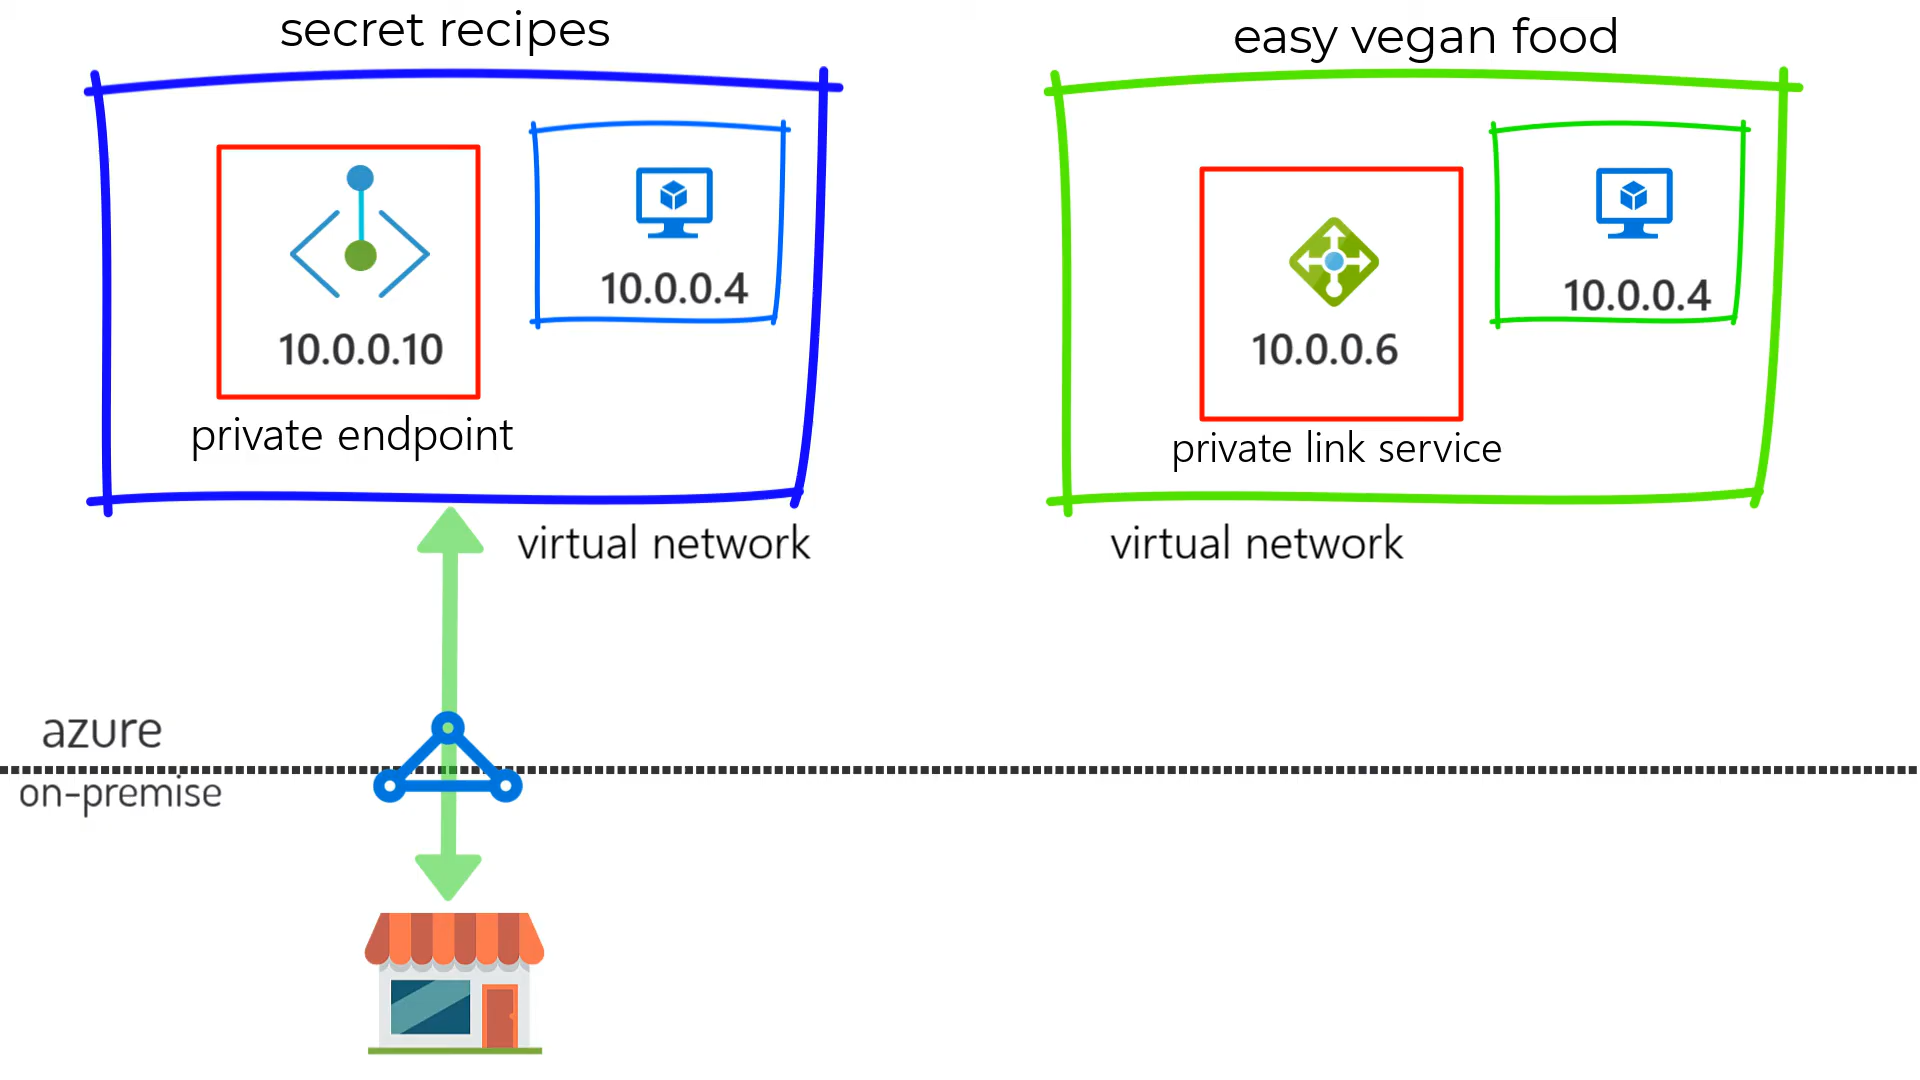 secret recipes
easy vegan food
10.0.0.4
10.0.0.10
private endpoint
10.0.0.4
10.0.0.6
private link service
virtual network
virtual network
azure
on-premise